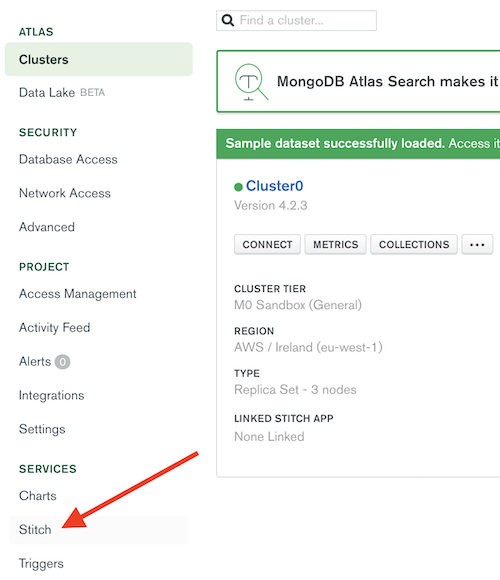 ATLAS
Clusters
Data Lake BETA
SECURITY
Database Access
Network Access
Advanced
PROJECT
Access Management
Activity Feed
Alerts 0
Integrations
Settings
SERVICES
Charts
Stitch
Triggers
Find a cluster...
MongoDB Atlas Search makes it
Sample dataset successfully loaded. Access it
Cluster0
Version 4.2.3
CONNECT METRICS COLLECTIONS ...
CLUSTER TIER
M0 Sandbox (General)
REGION
AWS / Ireland (eu-west-1)
TYPE
Replica Set - 3 nodes
LINKED STITCH APP
None Linked